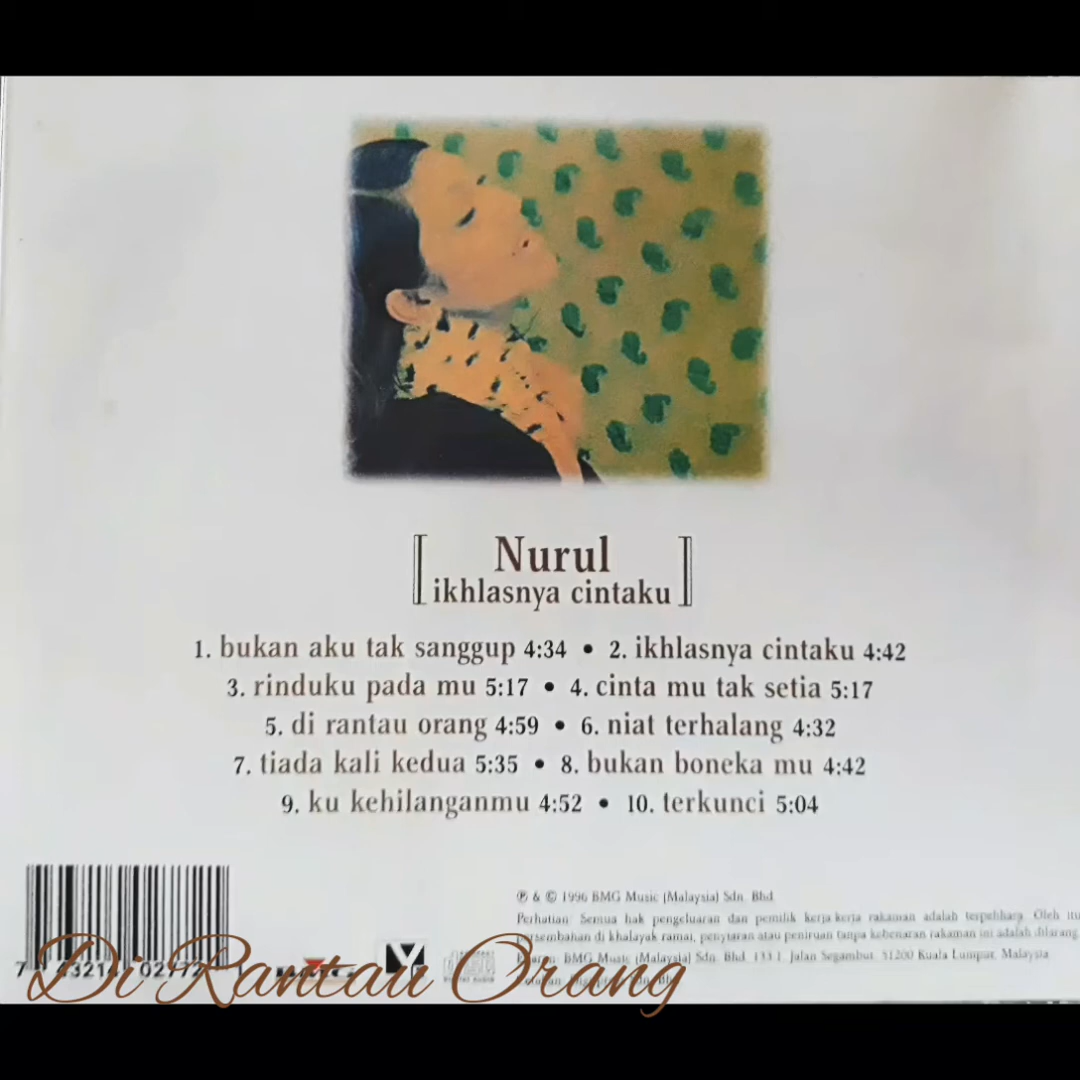 Nurul
ikhlasnya cintaku
1. bukan aku tak sanggup 4:34 • 2. ikhlasnya cintaku 4:42
3. rinduku pada mu 5:17 • 4. cinta mu tak setia 5:17
5. di rantau orang 4:59 • 6. niat terhalang 4:32
7. tiada kali kedua 5:35 • 8. bukan boneka mu 4:42
9. ku kehilanganmu 4:52 • 10. terkunci 5:04
℗ & © 1996 BMG Music (Malaysia) Sdn. Bhd.
Perhatian: Semua hak pengeluaran dan pemilik kerja-kerja rakaman adalah terpelihara. Oleh itu
persembahan di khalayak ramai, penyiaran atau peniruan tanpa kebenaran rakaman ini adalah dilarang
BMG Music (Malaysia) Sdn. Bhd. Jalan Segambut 51200 Kuala Lumpur, Malaysia
Di Rantau Orang